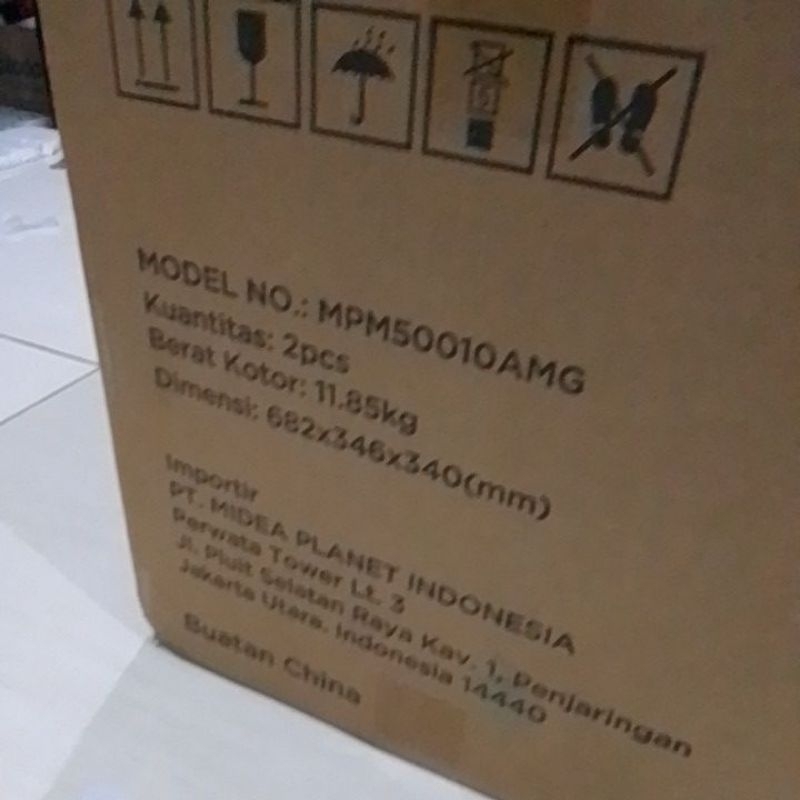 MODEL NO.: MPM50010AMG
Kuantitas: 2pcs
Berat Kotor: 11.85kg
Dimensi: 682x346x340(mm)
Importir
PT. MIDEA PLANET INDONESIA
Perwata Tower Lt. 3
Jl. Pluit Selatan Raya Kav. 1, Penjaringan
Jakarta Utara, Indonesia 14440
Buatan China